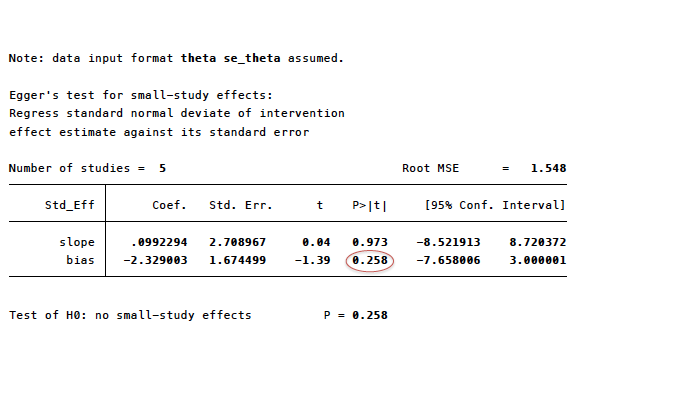 Note: data input format theta se_theta assumed.
Egger's test for small-study effects:
Regress standard normal deviate of intervention
effect estimate against its standard error
Number of studies = 5 Root MSE = 1.548
Std_Eff Coef. Std. Err. t P>|t| [95% Conf. Interval]
slope .0992294 2.708967 0.04 0.973 -8.521913 8.720372
bias -2.329003 1.674499 -1.39 0.258 -7.658006 3.000001
Test of H0: no small-study effects P = 0.258